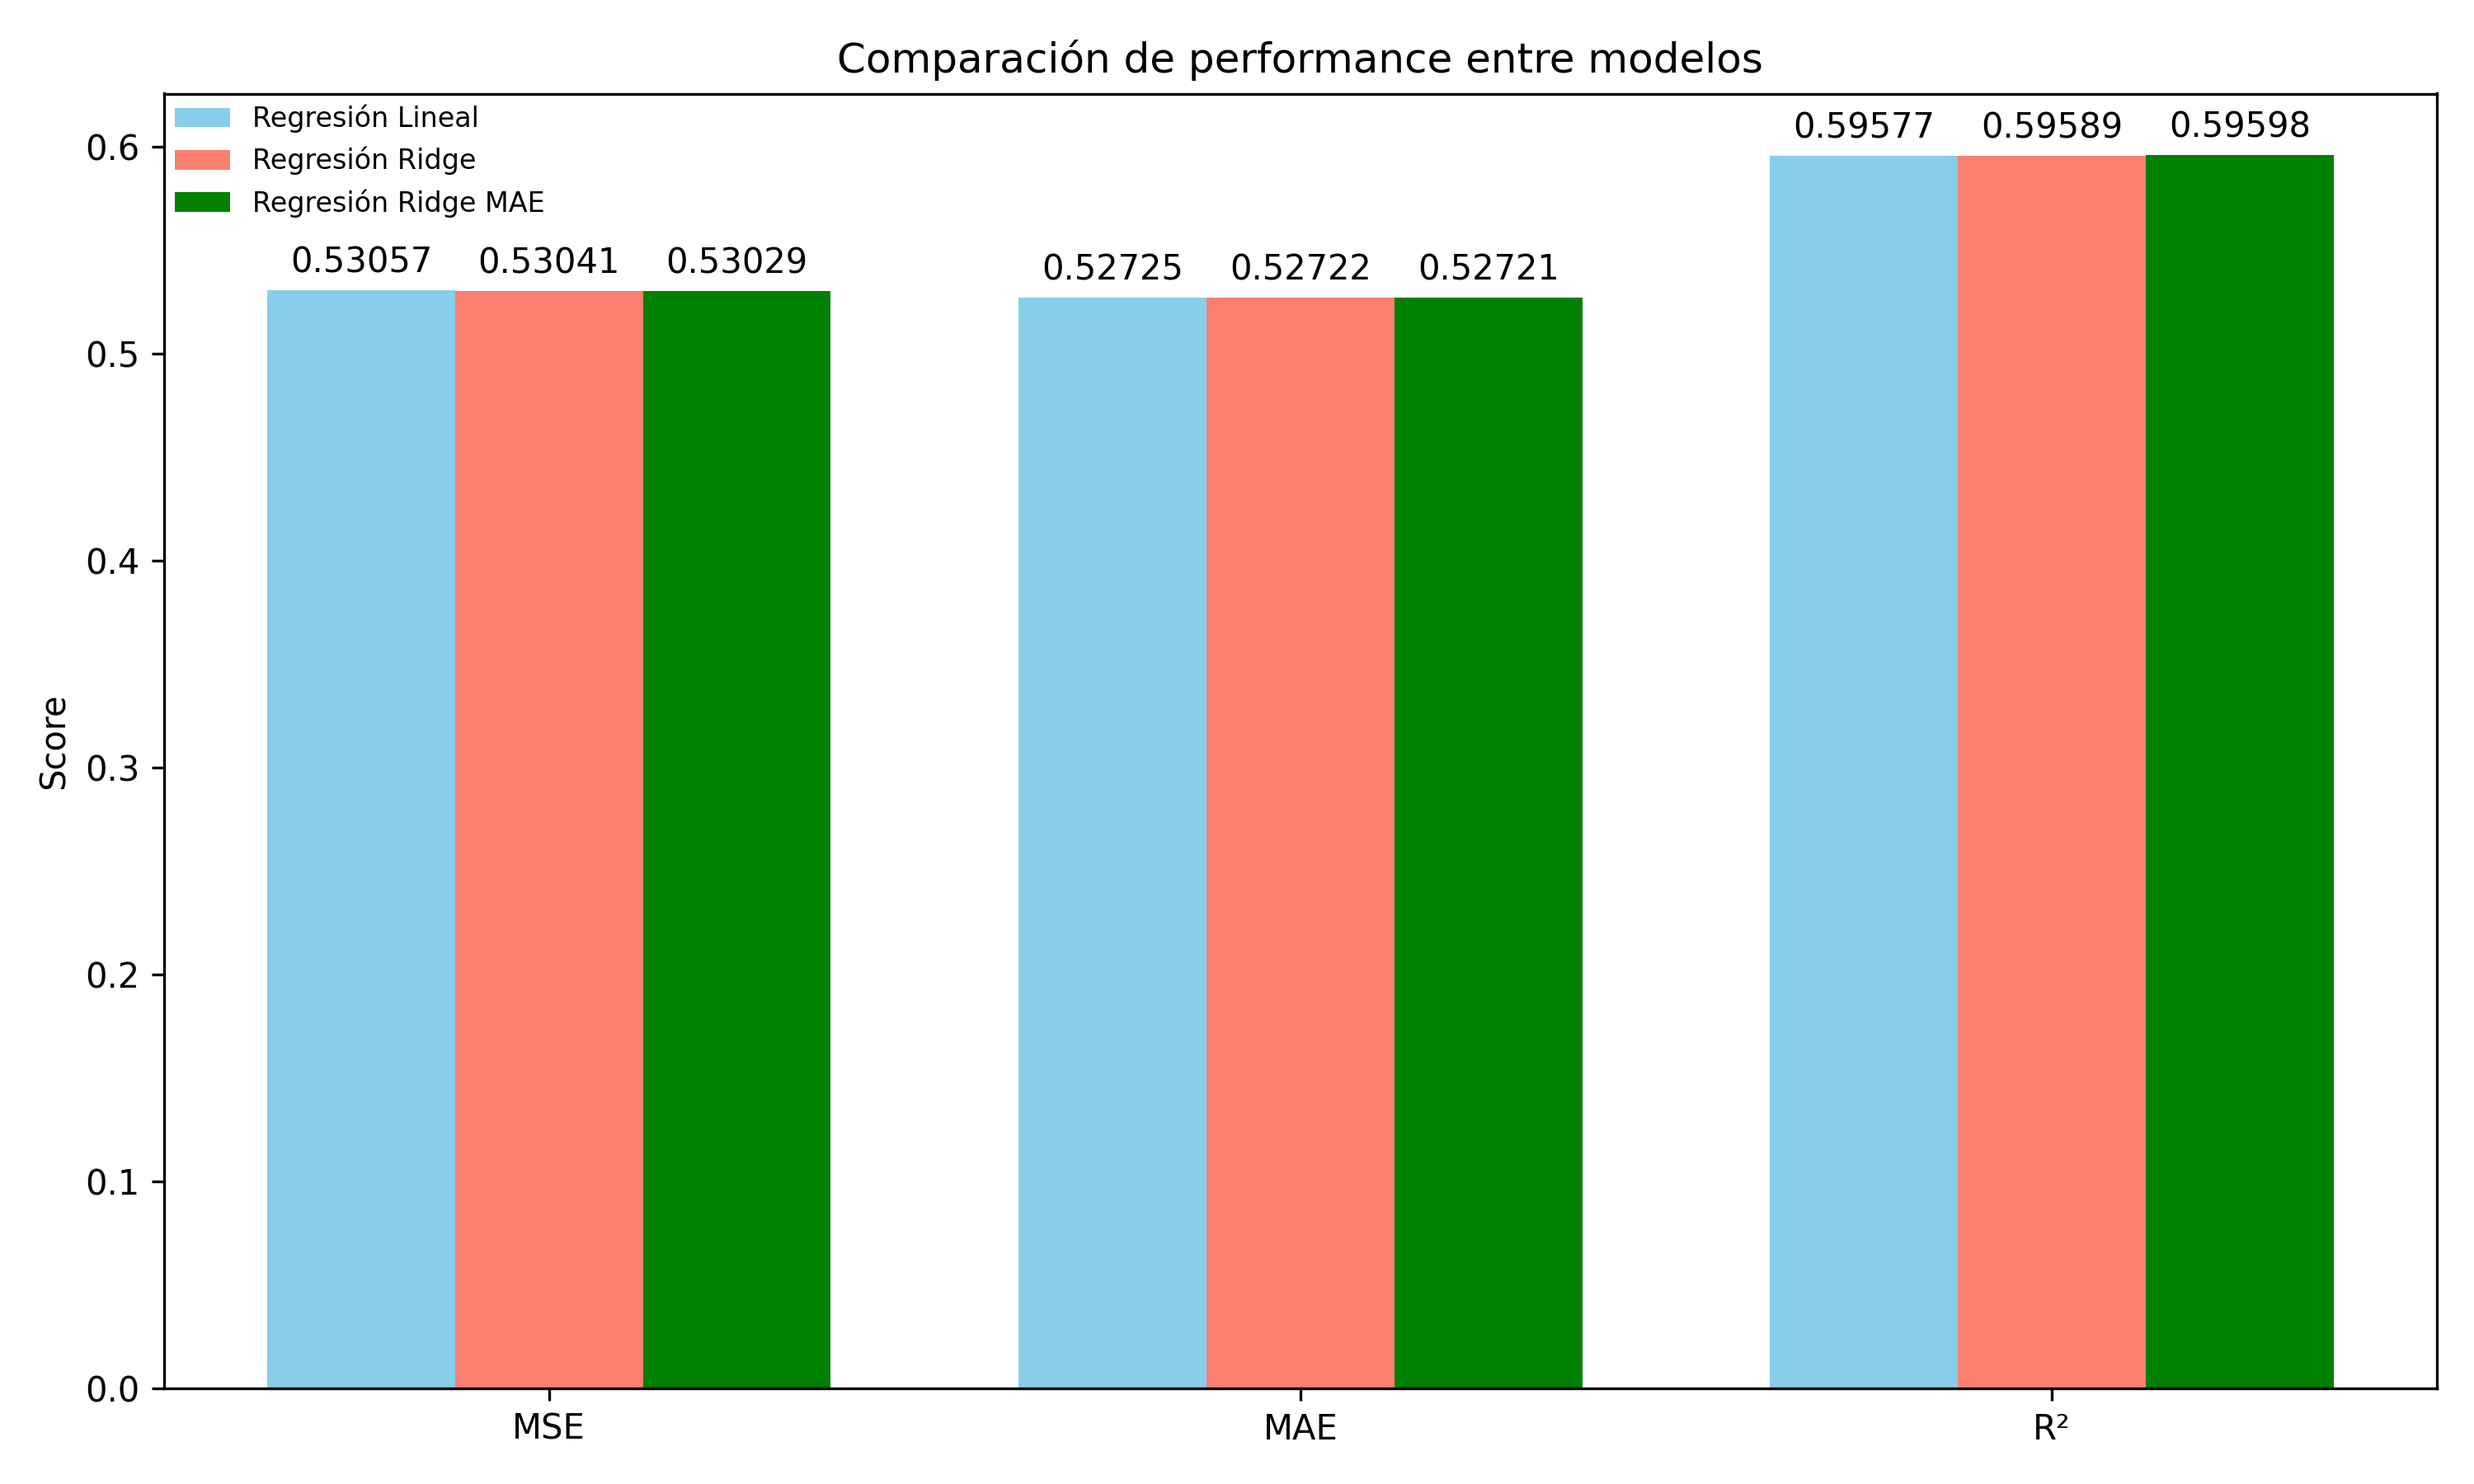 Comparación de performance entre modelos
Regresión Lineal
Regresión Ridge
Regresión Ridge MAE
0.53057 0.53041 0.53029
0.52725 0.52722 0.52721
0.59577 0.59589 0.59598
Score
0.6
0.5
0.4
0.3
0.2
0.1
0.0
MSE MAE R²